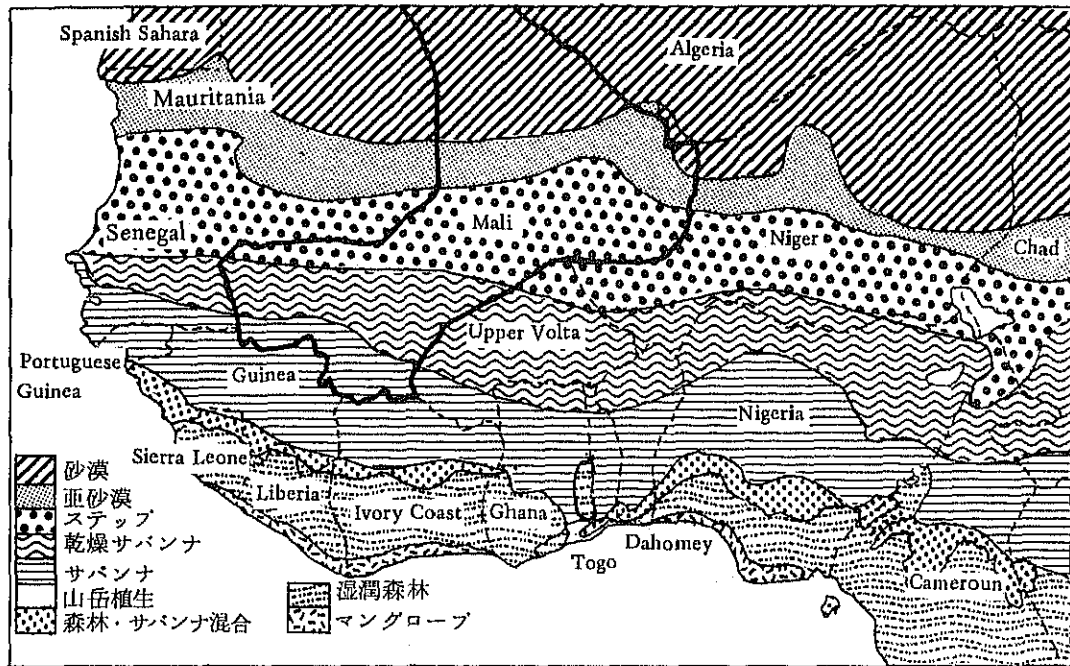 Spanish Sahara
Algeria
Mauritania
Senegal
Mali
Niger
Chad
Upper Volta
Portuguese
Guinea
Guinea
Nigeria
Sierra Leone
Liberia
Ivory Coast
Ghana
Togo
Dahomey
Cameroun
砂漠
亜砂漠
ステップ
乾燥サバンナ
サバンナ
山岳植生
森林・サバンナ混合
湿潤森林
マングローブ